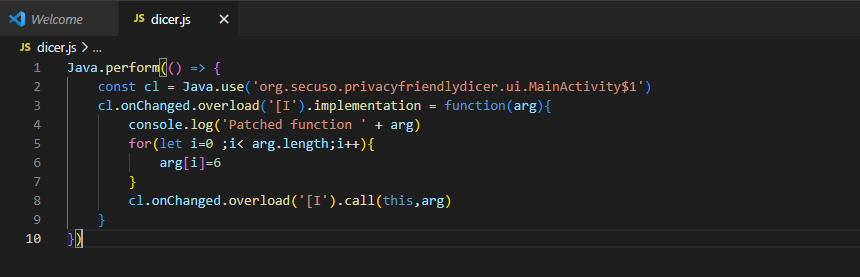 Welcome
JS dicer.js ×
JS dicer.js > ...
1 Java.perform(() => {
2 const cl = Java.use('org.secuso.privacyfriendlydicer.ui.MainActivity$1')
3 cl.onChanged.overload('[I').implementation = function(arg){
4 console.log('Patched function ' + arg)
5 for(let i=0 ;i< arg.length;i++){
6 arg[i]=6
7 }
8 cl.onChanged.overload('[I').call(this,arg)
9 }
10 })